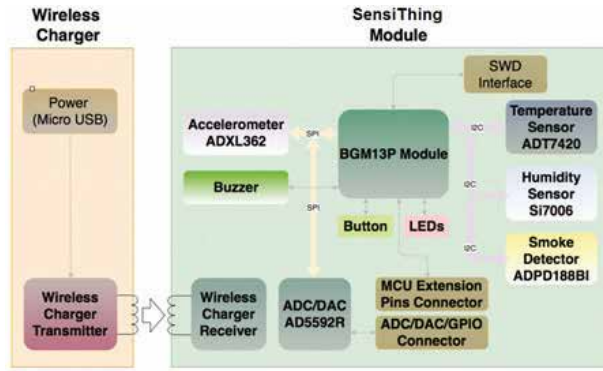 Wireless
Charger
SensiThing
Module
Power
(Micro USB)
SWD
Interface
Accelerometer
ADXL362
SPI
BGM13P Module
I2C
Temperature
Sensor
ADT7420
Buzzer
SPI
I2C
Humidity
Sensor
Si7006
Button
LEDs
I2C
Smoke
Detector
ADPD188BI
Wireless
Charger
Transmitter
Wireless
Charger
Receiver
ADC/DAC
AD5592R
MCU Extension
Pins Connector
ADC/DAC/GPIO
Connector